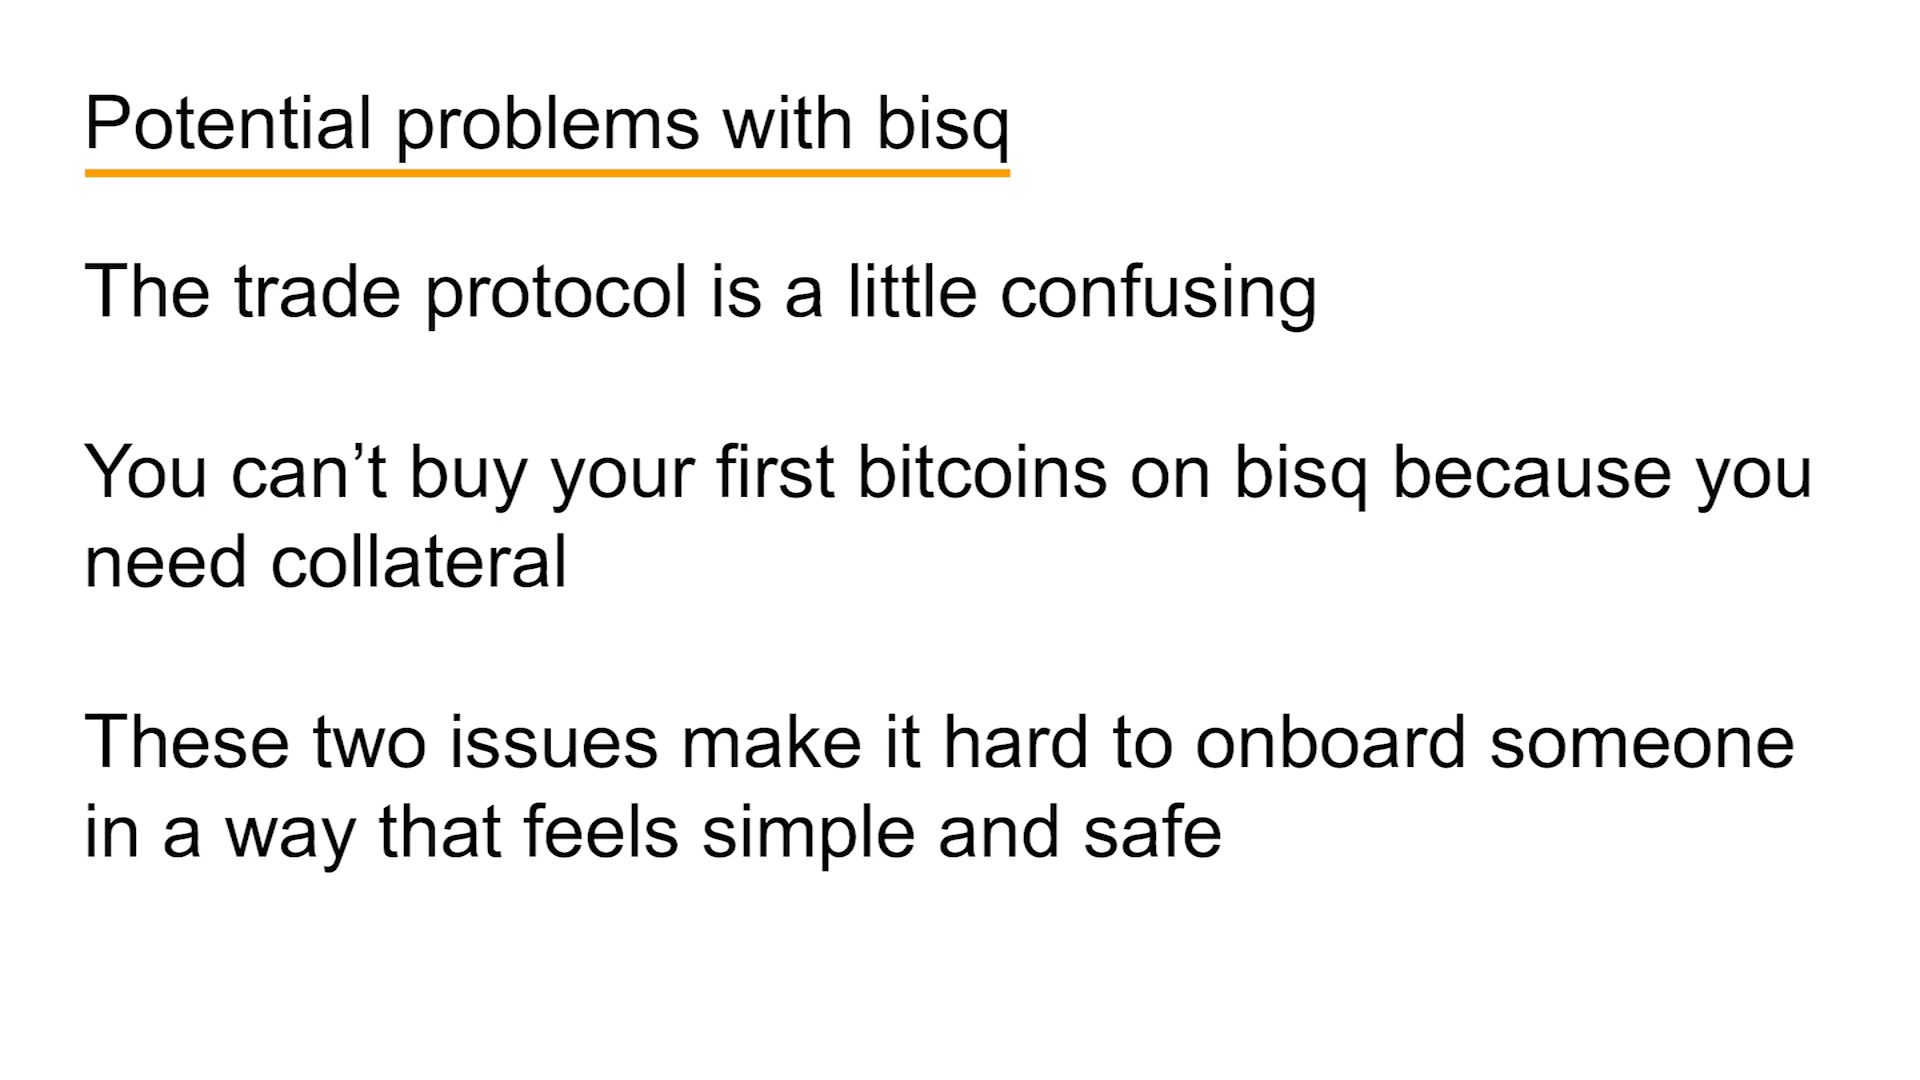 Potential problems with bisq
The trade protocol is a little confusing
You can’t buy your first bitcoins on bisq because you
need collateral
These two issues make it hard to onboard someone
in a way that feels simple and safe